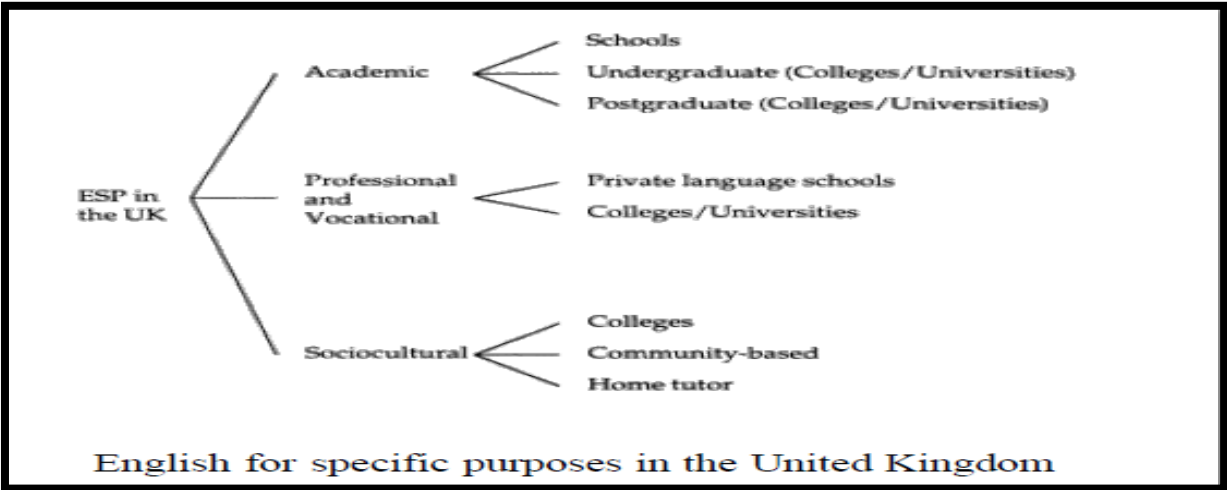 ESP in
the UK
Academic
Schools
Undergraduate (Colleges/Universities)
Postgraduate (Colleges/Universities)
Professional
and
Vocational
Private language schools
Colleges/Universities
Sociocultural
Colleges
Community-based
Home tutor
English for specific purposes in the United Kingdom